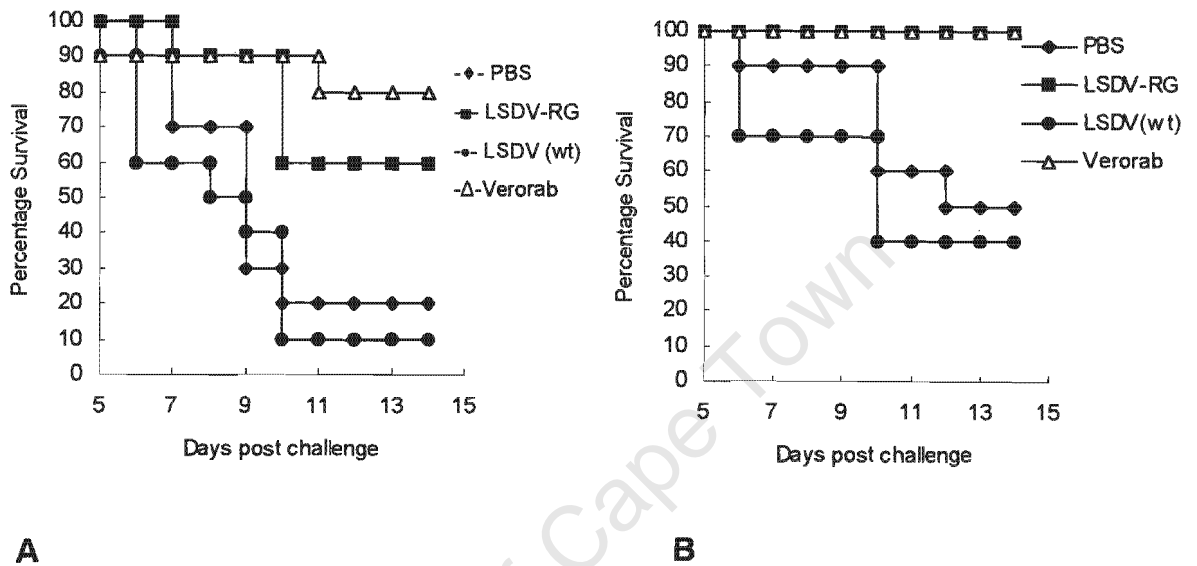 100
90
80
70
60
50
40
30
20
10
0
Percentage Survival
5 7 9 11 13 15
Days post challenge
PBS
LSDV-RG
LSDV (wt)
Verorab
A
100
90
80
70
60
50
40
30
20
10
0
Percentage Survival
5 7 9 11 13 15
Days post challenge
PBS
LSDV-RG
LSDV(wt)
Verorab
B
Cape Town